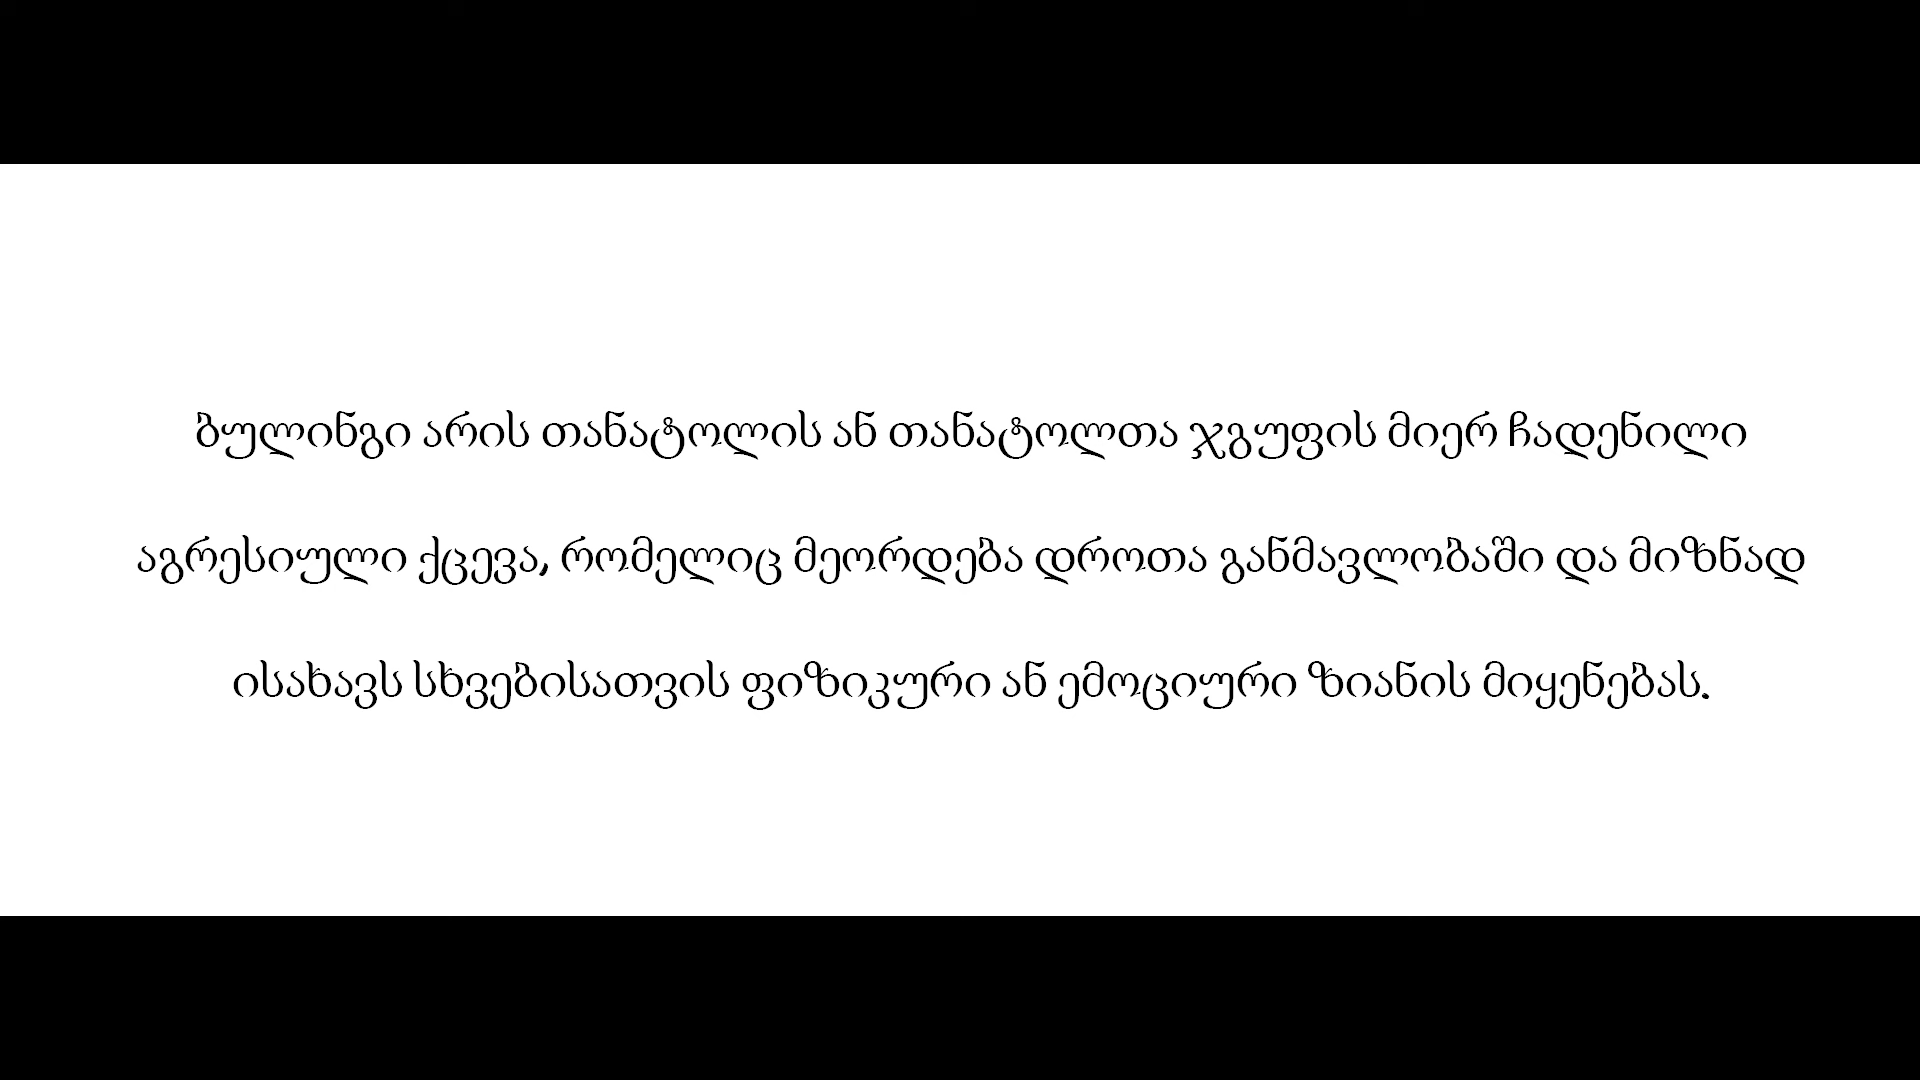 ბულინგი არის თანატოლის ან თანატოლთა ჯგუფის მიერ ჩადენილი
აგრესიული ქცევა, რომელიც მეორდება დროთა განმავლობაში და მიზნად
ისახავს სხვებისათვის ფიზიკური ან ემოციური ზიანის მიყენებას.